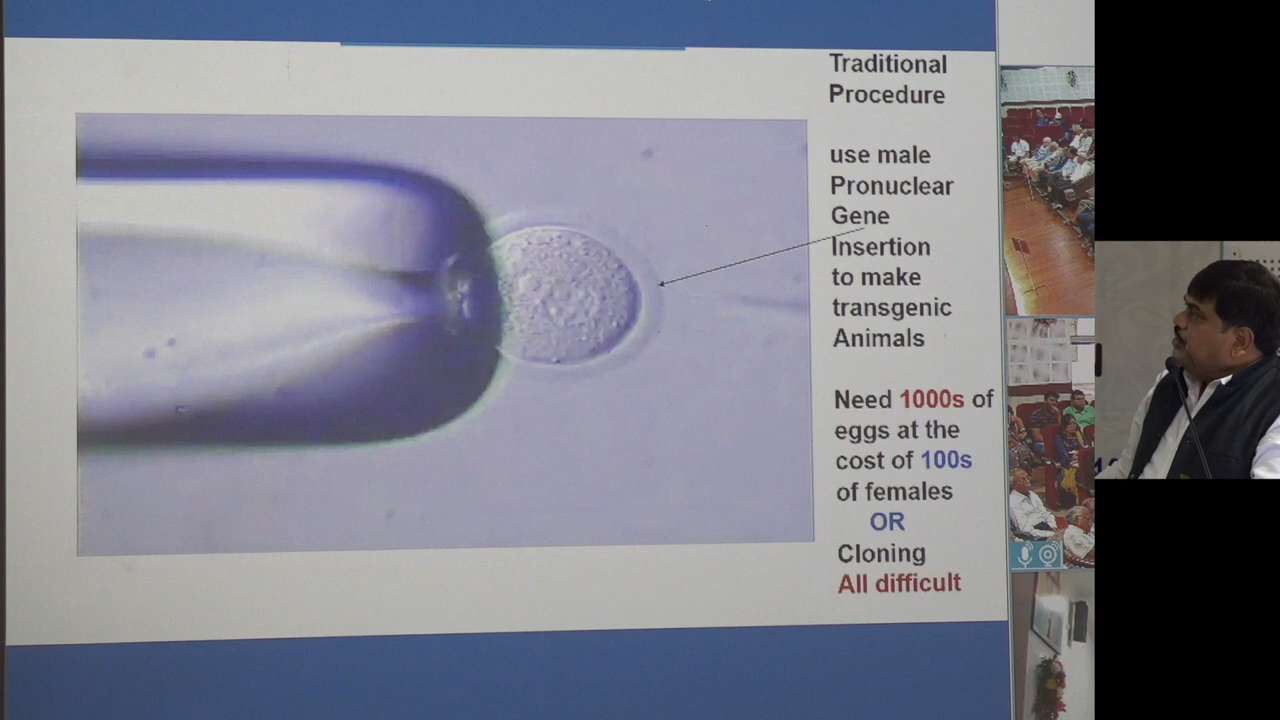 Traditional
Procedure
use male
Pronuclear
Gene
Insertion
to make
transgenic
Animals
Need 1000s of
eggs at the
cost of 100s
of females
OR
Cloning
All difficult